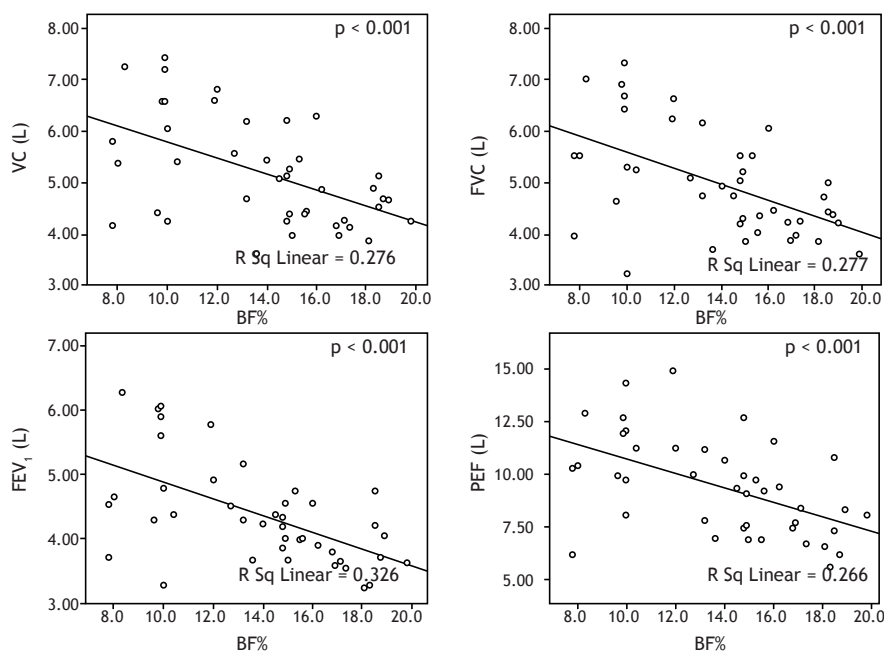 p < 0.001
8.00
7.00
6.00
5.00
4.00
3.00
VC (L)
R Sq Linear = 0.276
8.0 10.0 12.0 14.0 16.0 18.0 20.0
BF%
p < 0.001
8.00
7.00
6.00
5.00
4.00
3.00
FVC (L)
R Sq Linear = 0.277
8.0 10.0 12.0 14.0 16.0 18.0 20.0
BF%
p < 0.001
7.00
6.00
5.00
4.00
3.00
FEV₁ (L)
R Sq Linear = 0.326
8.0 10.0 12.0 14.0 16.0 18.0 20.0
BF%
p < 0.001
15.00
12.50
10.00
7.50
5.00
PEF (L)
R Sq Linear = 0.266
8.0 10.0 12.0 14.0 16.0 18.0 20.0
BF%